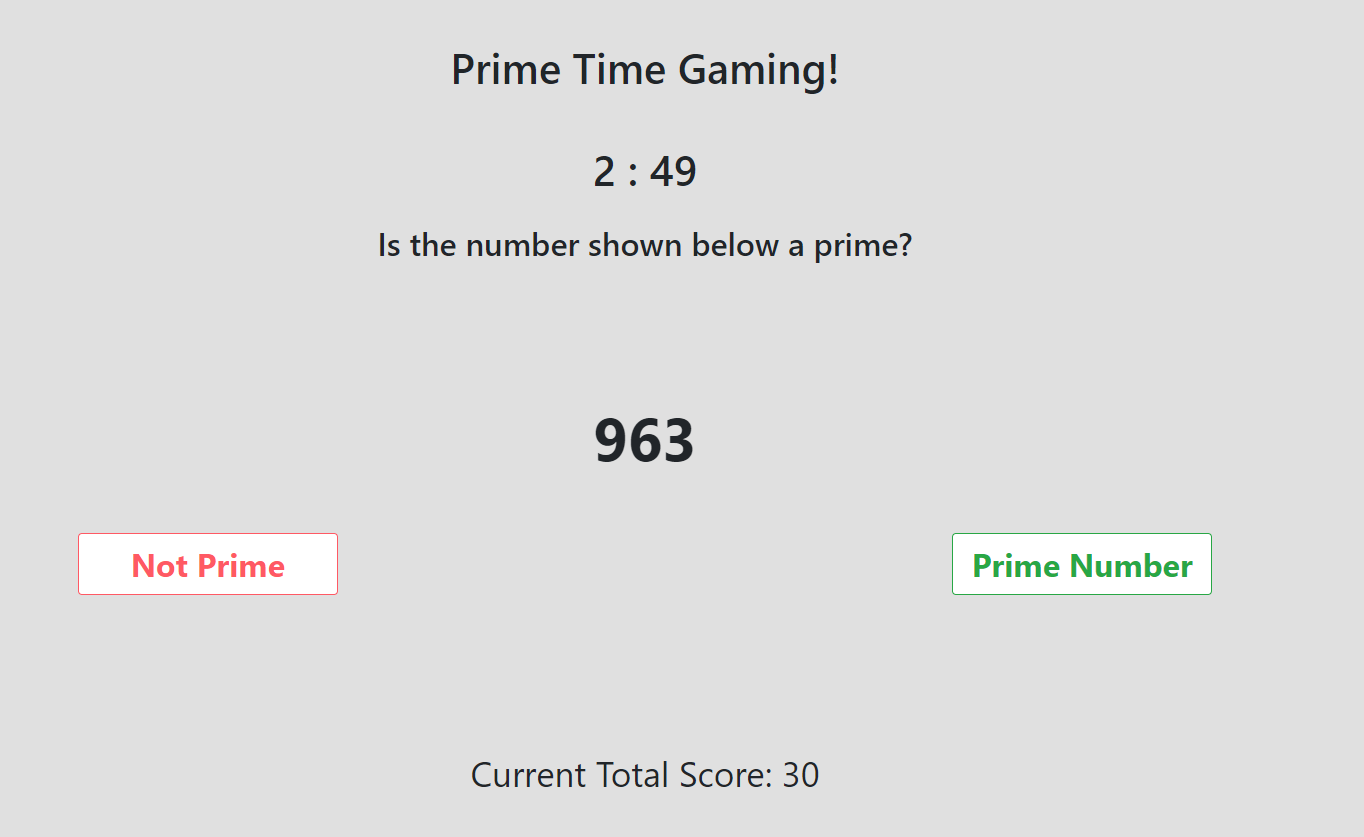 Prime Time Gaming!
2 : 49
Is the number shown below a prime?
963
Not Prime
Prime Number
Current Total Score: 30